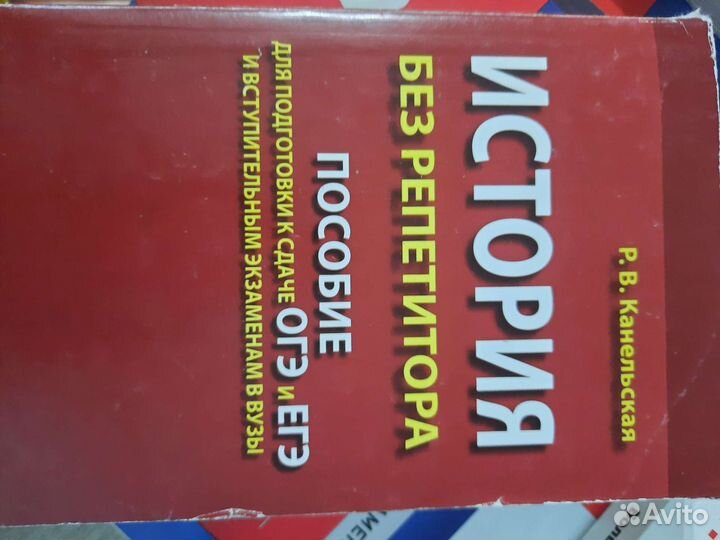 Р. В. Канельская
ИСТОРИЯ
БЕЗ РЕПЕТИТОРА
ПОСОБИЕ
ДЛЯ ПОДГОТОВКИ К СДАЧЕ ОГЭ и ЕГЭ
И ВСТУПИТЕЛЬНЫМ ЭКЗАМЕНАМ В ВУЗЫ
Avito